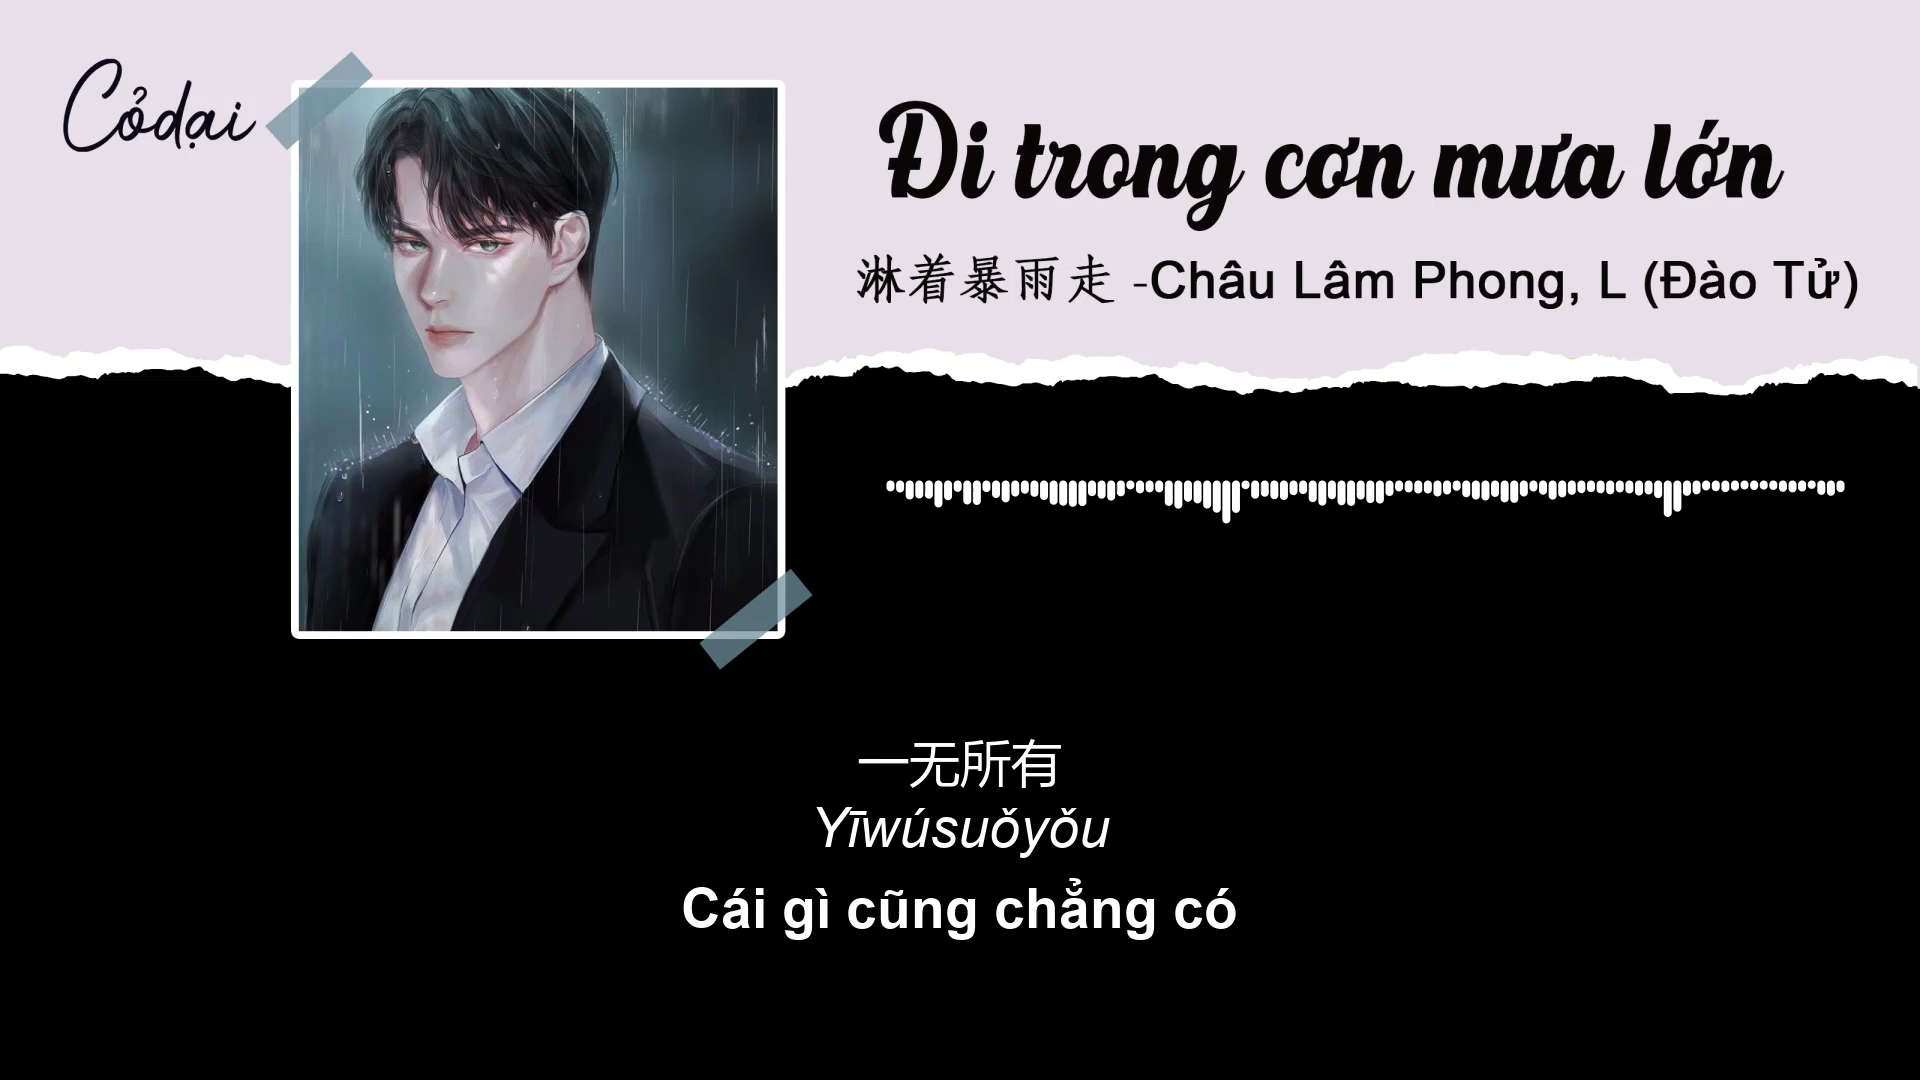 Cỏdại
Đi trong cơn mưa lớn
淋着暴雨走 -Châu Lâm Phong, L (Đào Tử)
一无所有
Yīwúsuǒyǒu
Cái gì cũng chẳng có